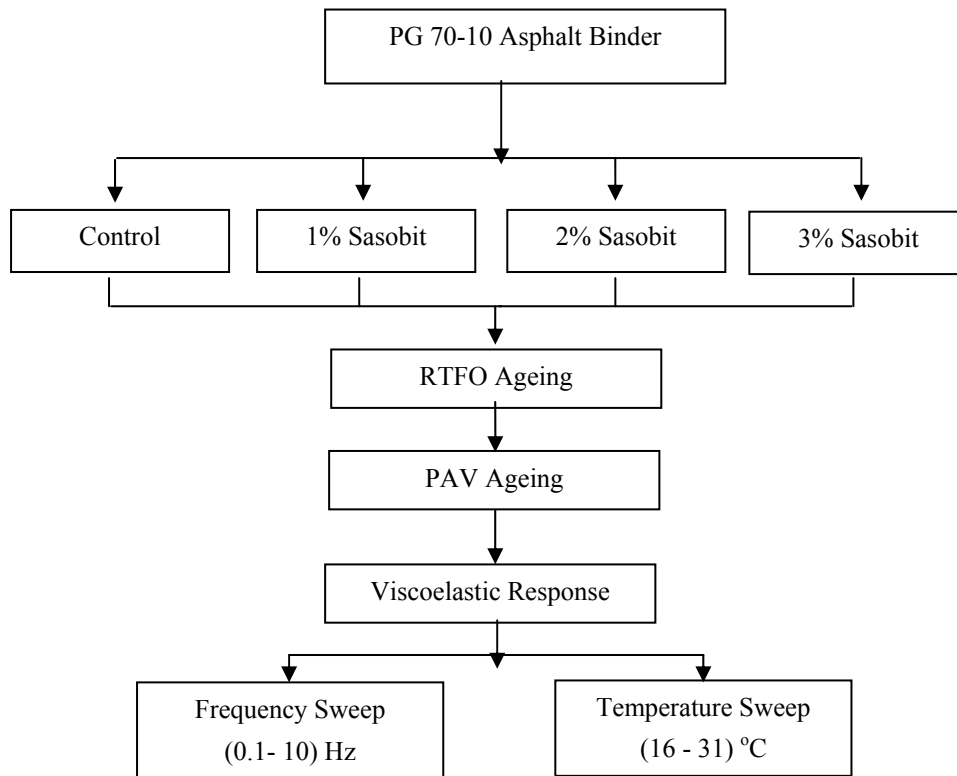 PG 70-10 Asphalt Binder
Control
1% Sasobit
2% Sasobit
3% Sasobit
RTFO Ageing
PAV Ageing
Viscoelastic Response
Frequency Sweep
(0.1- 10) Hz
Temperature Sweep
(16 - 31) °C